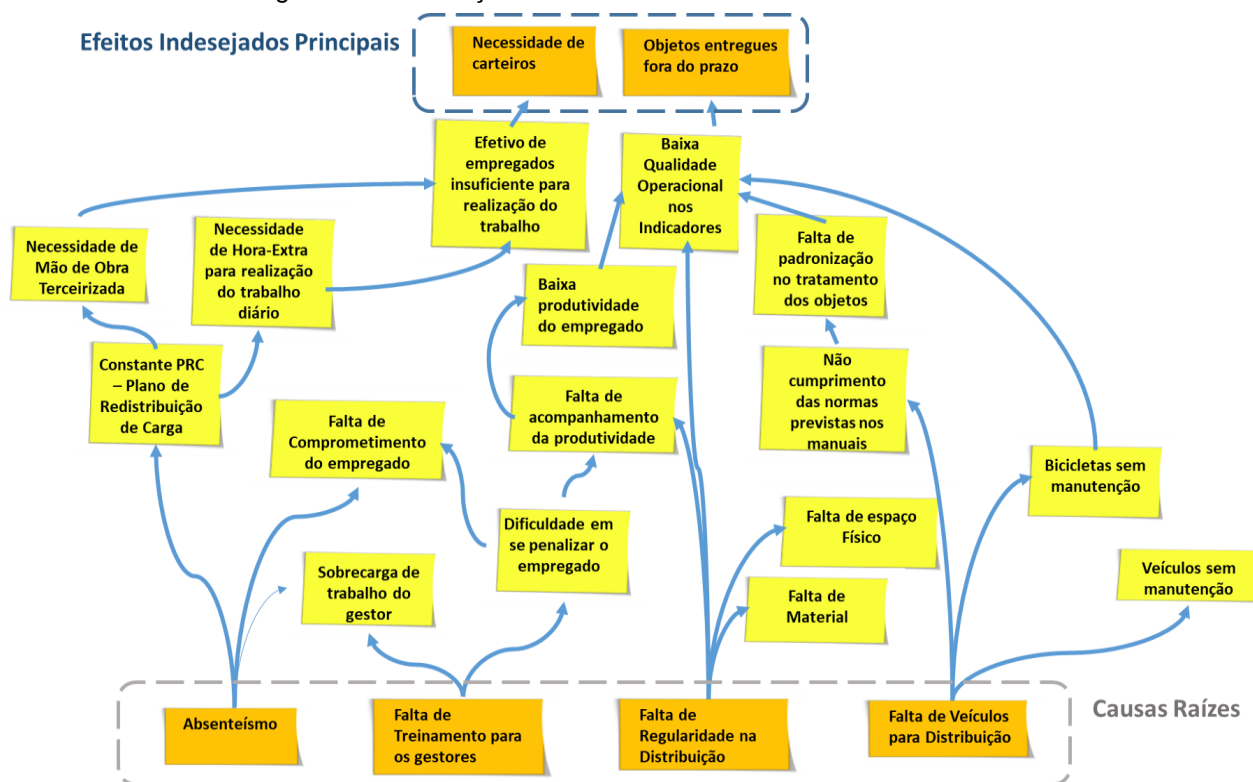 Efeitos Indesejados Principais
Necessidade de
carteiros
Objetos entregues
fora do prazo
Efetivo de
empregados
insuficiente para
realização do
trabalho
Baixa
Qualidade
Operacional
nos
Indicadores
Necessidade de
Mão de Obra
Terceirizada
Necessidade
de Hora-Extra
para realização
do trabalho
diário
Baixa
produtividade
do empregado
Falta de
padronização
no tratamento
dos objetos
Constante PRC
– Plano de
Redistribuição
de Carga
Falta de
Comprometimento
do empregado
Falta de
acompanhamento
da produtividade
Não
cumprimento
das normas
previstas nos
manuais
Bicicletas sem
manutenção
Sobrecarga de
trabalho do
gestor
Dificuldade em
se penalizar o
empregado
Falta de espaço
Físico
Falta de
Material
Veículos sem
manutenção
Absenteísmo
Falta de
Treinamento para
os gestores
Falta de
Regularidade na
Distribuição
Falta de Veículos
para Distribuição
Causas Raízes